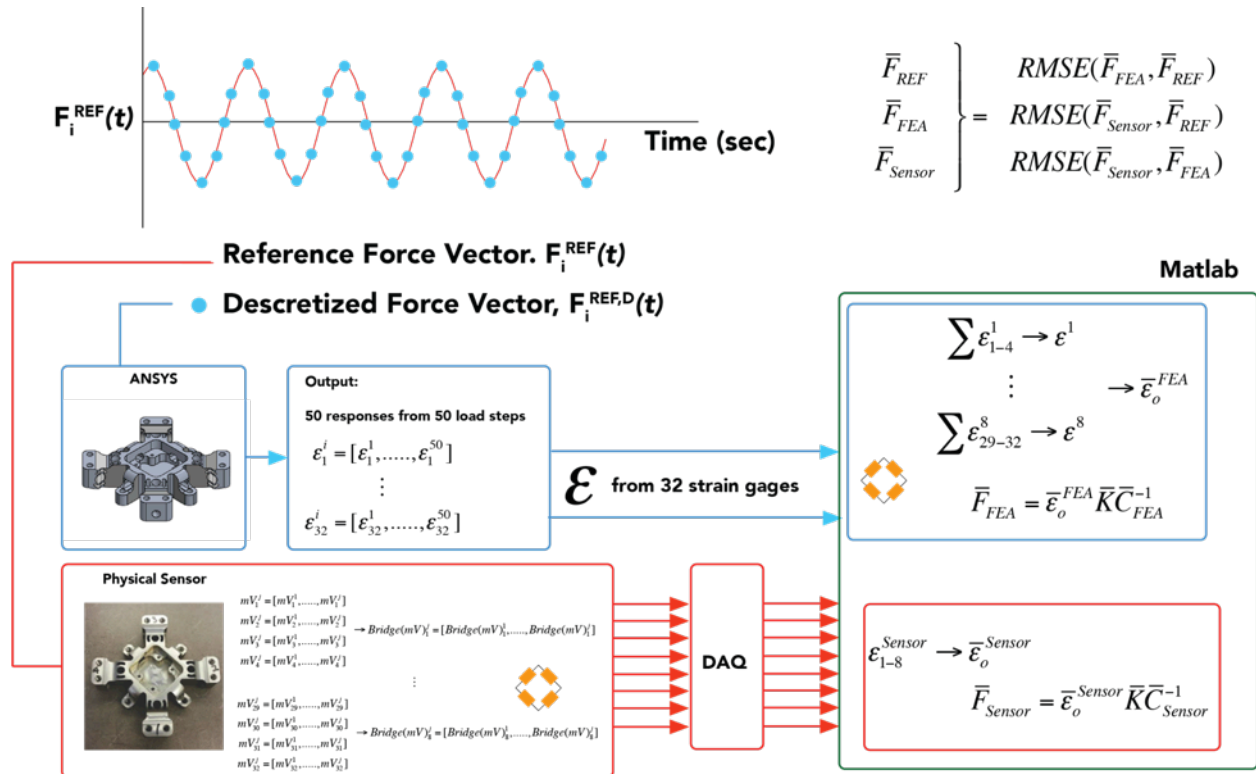 F_i^REF(t)
Time (sec)
F̅_REF
F̅_FEA
F̅_Sensor
=
RMSE(F̅_FEA, F̅_REF)
RMSE(F̅_Sensor, F̅_REF)
RMSE(F̅_Sensor, F̅_FEA)
Reference Force Vector. F_i^REF(t)
Descretized Force Vector, F_i^REF,D(t)
Matlab
ANSYS
Output:
50 responses from 50 load steps
ε_1^i = [ε_1^1,.....,ε_1^50]
⋮
ε_32^i = [ε_32^1,.....,ε_32^50]
ε from 32 strain gages
∑ε_1-4^1 → ε^1
⋮ → ε̅_o^FEA
∑ε_29-32^8 → ε^8
F̅_FEA = ε̅_o^FEA K̅C̅_FEA^-1
Physical Sensor
mV_1^j = [mV_1^1,.....,mV_1^j]
mV_2^j = [mV_2^1,.....,mV_2^j]
mV_3^j = [mV_3^1,.....,mV_3^j]
mV_4^j = [mV_4^1,.....,mV_4^j]
→ Bridge(mV)_1^j = [Bridge(mV)_1^1,.....,Bridge(mV)_1^j]
⋮
mV_29^j = [mV_29^1,.....,mV_29^j]
mV_30^j = [mV_30^1,.....,mV_30^j]
mV_31^j = [mV_31^1,.....,mV_31^j]
mV_32^j = [mV_32^1,.....,mV_32^j]
→ Bridge(mV)_8^j = [Bridge(mV)_8^1,.....,Bridge(mV)_8^j]
DAQ
ε_1-8^Sensor → ε̅_o^Sensor
F̅_Sensor = ε̅_o^Sensor K̅C̅_Sensor^-1